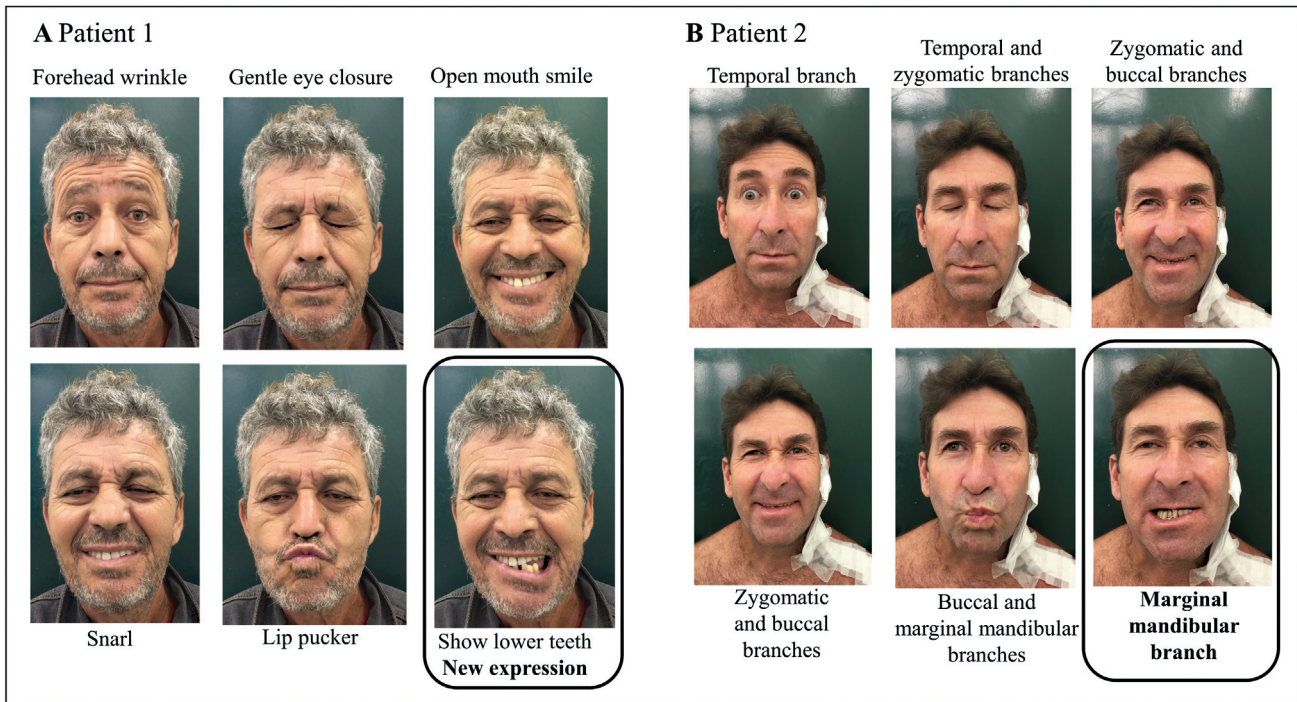 A Patient 1
Forehead wrinkle
Gentle eye closure
Open mouth smile
Snarl
Lip pucker
Show lower teeth
New expression
B Patient 2
Temporal branch
Temporal and
zygomatic branches
Zygomatic and
buccal branches
Zygomatic
and buccal
branches
Buccal and
marginal mandibular
branches
Marginal
mandibular
branch